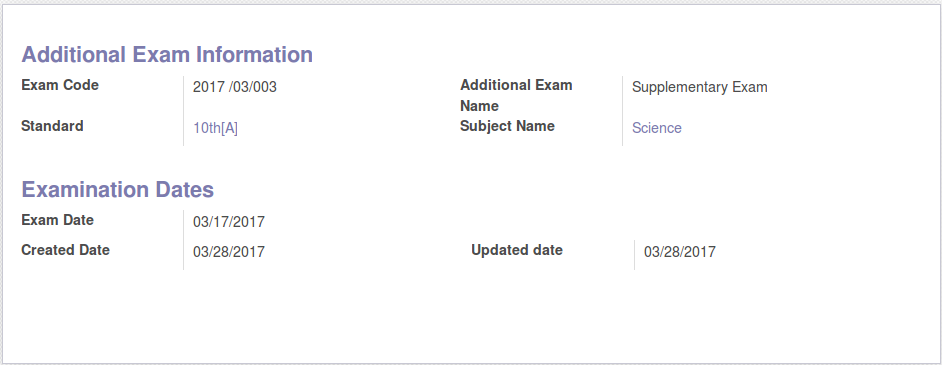 Additional Exam Information
Exam Code 2017 /03/003 Additional Exam Name Supplementary Exam
Standard 10th[A] Subject Name Science
Examination Dates
Exam Date 03/17/2017
Created Date 03/28/2017 Updated date 03/28/2017